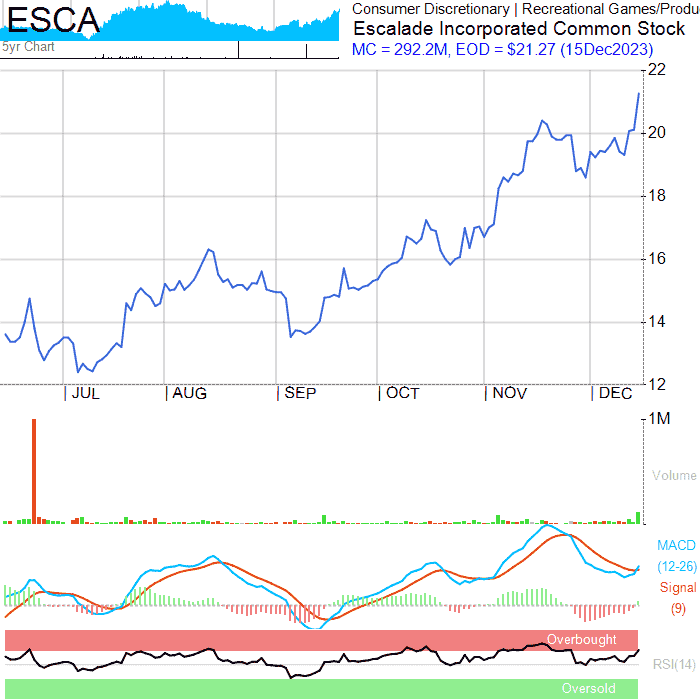 ESCA
5yr Chart
Consumer Discretionary | Recreational Games/Produ
Escalade Incorporated Common Stock
MC = 292.2M, EOD = $21.27 (15Dec2023)
22
20
18
16
14
12
| JUL | AUG | SEP | OCT | NOV | DEC
1M
Volume
MACD
(12-26)
Signal
(9)
Overbought
RSI(14)
Oversold